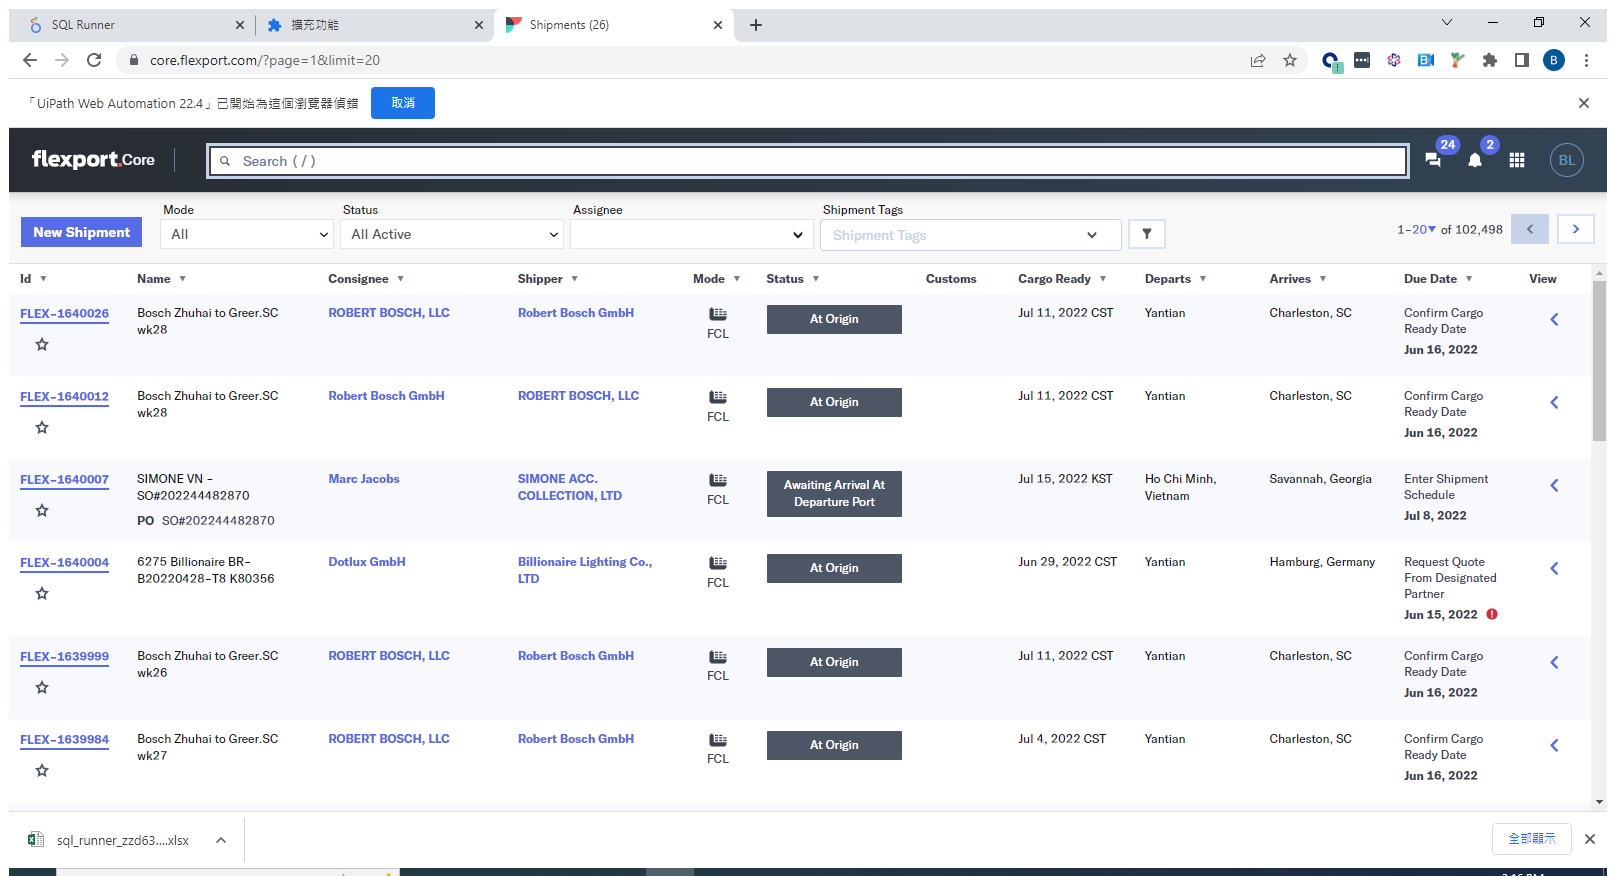 SQL Runner
擴充功能
Shipments (26)
core.flexport.com/?page=1&limit=20
B
「UiPath Web Automation 22.4」已開始為這個瀏覽器偵錯
取消
flexport.Core
Search ( / )
24
2
BL
New Shipment
Mode
All
Status
All Active
Assignee
Shipment Tags
Shipment Tags
1–20 of 102,498
Id Name Consignee Shipper Mode Status Customs Cargo Ready Departs Arrives Due Date View
FLEX-1640026 Bosch Zhuhai to Greer.SC ROBERT BOSCH, LLC Robert Bosch GmbH At Origin Jul 11, 2022 CST Yantian Charleston, SC Confirm Cargo
wk28 FCL Ready Date
Jun 16, 2022
FLEX-1640012 Bosch Zhuhai to Greer.SC Robert Bosch GmbH ROBERT BOSCH, LLC At Origin Jul 11, 2022 CST Yantian Charleston, SC Confirm Cargo
wk28 FCL Ready Date
Jun 16, 2022
FLEX-1640007 SIMONE VN - Marc Jacobs SIMONE ACC. Awaiting Arrival At Jul 15, 2022 KST Ho Chi Minh, Savannah, Georgia Enter Shipment
SO#202244482870 COLLECTION, LTD FCL Departure Port Vietnam Schedule
PO SO#202244482870 Jul 8, 2022
FLEX-1640004 6275 Billionaire BR- Dotlux GmbH Billionaire Lighting Co., At Origin Jun 29, 2022 CST Yantian Hamburg, Germany Request Quote
B20220428-T8 K80356 LTD FCL From Designated
Partner
Jun 15, 2022
FLEX-1639999 Bosch Zhuhai to Greer.SC ROBERT BOSCH, LLC Robert Bosch GmbH At Origin Jul 11, 2022 CST Yantian Charleston, SC Confirm Cargo
wk26 FCL Ready Date
Jun 16, 2022
FLEX-1639984 Bosch Zhuhai to Greer.SC ROBERT BOSCH, LLC Robert Bosch GmbH At Origin Jul 4, 2022 CST Yantian Charleston, SC Confirm Cargo
wk27 FCL Ready Date
Jun 16, 2022
sql_runner_zzd63....xlsx
全部顯示